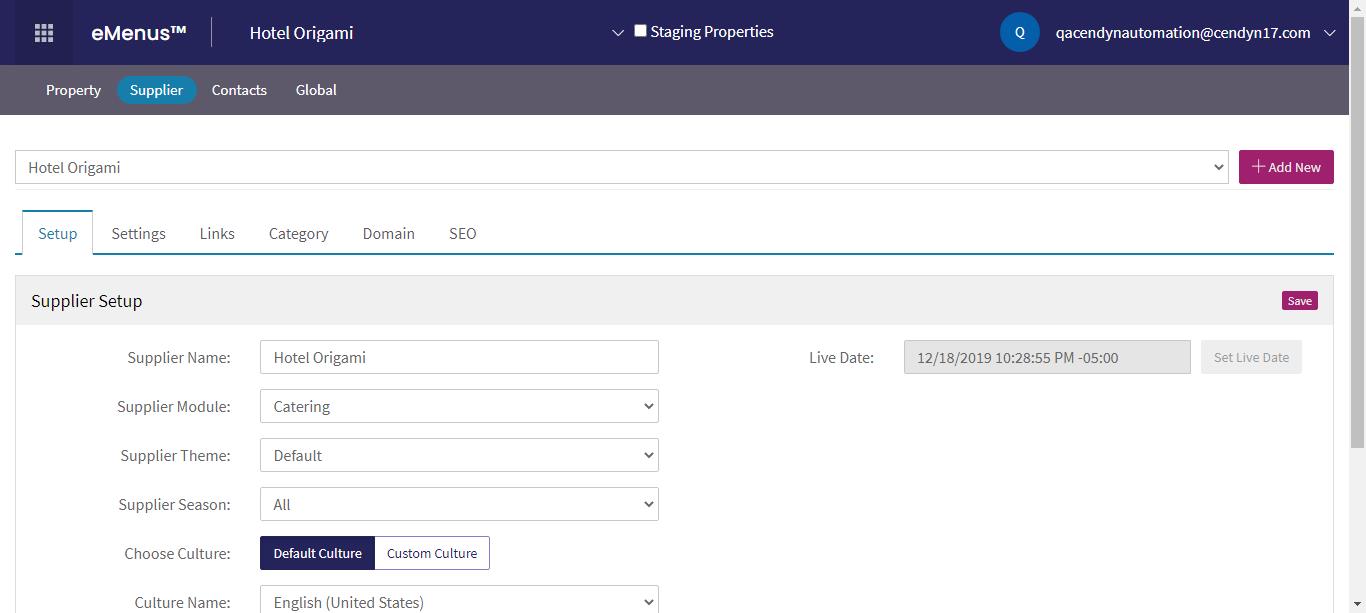 eMenus™ Hotel Origami Staging Properties Q qacendynautomation@cendyn17.com
Property Supplier Contacts Global
Hotel Origami Add New
Setup Settings Links Category Domain SEO
Supplier Setup Save
Supplier Name: Hotel Origami Live Date: 12/18/2019 10:28:55 PM -05:00 Set Live Date
Supplier Module: Catering
Supplier Theme: Default
Supplier Season: All
Choose Culture: Default Culture Custom Culture
Culture Name: English (United States)